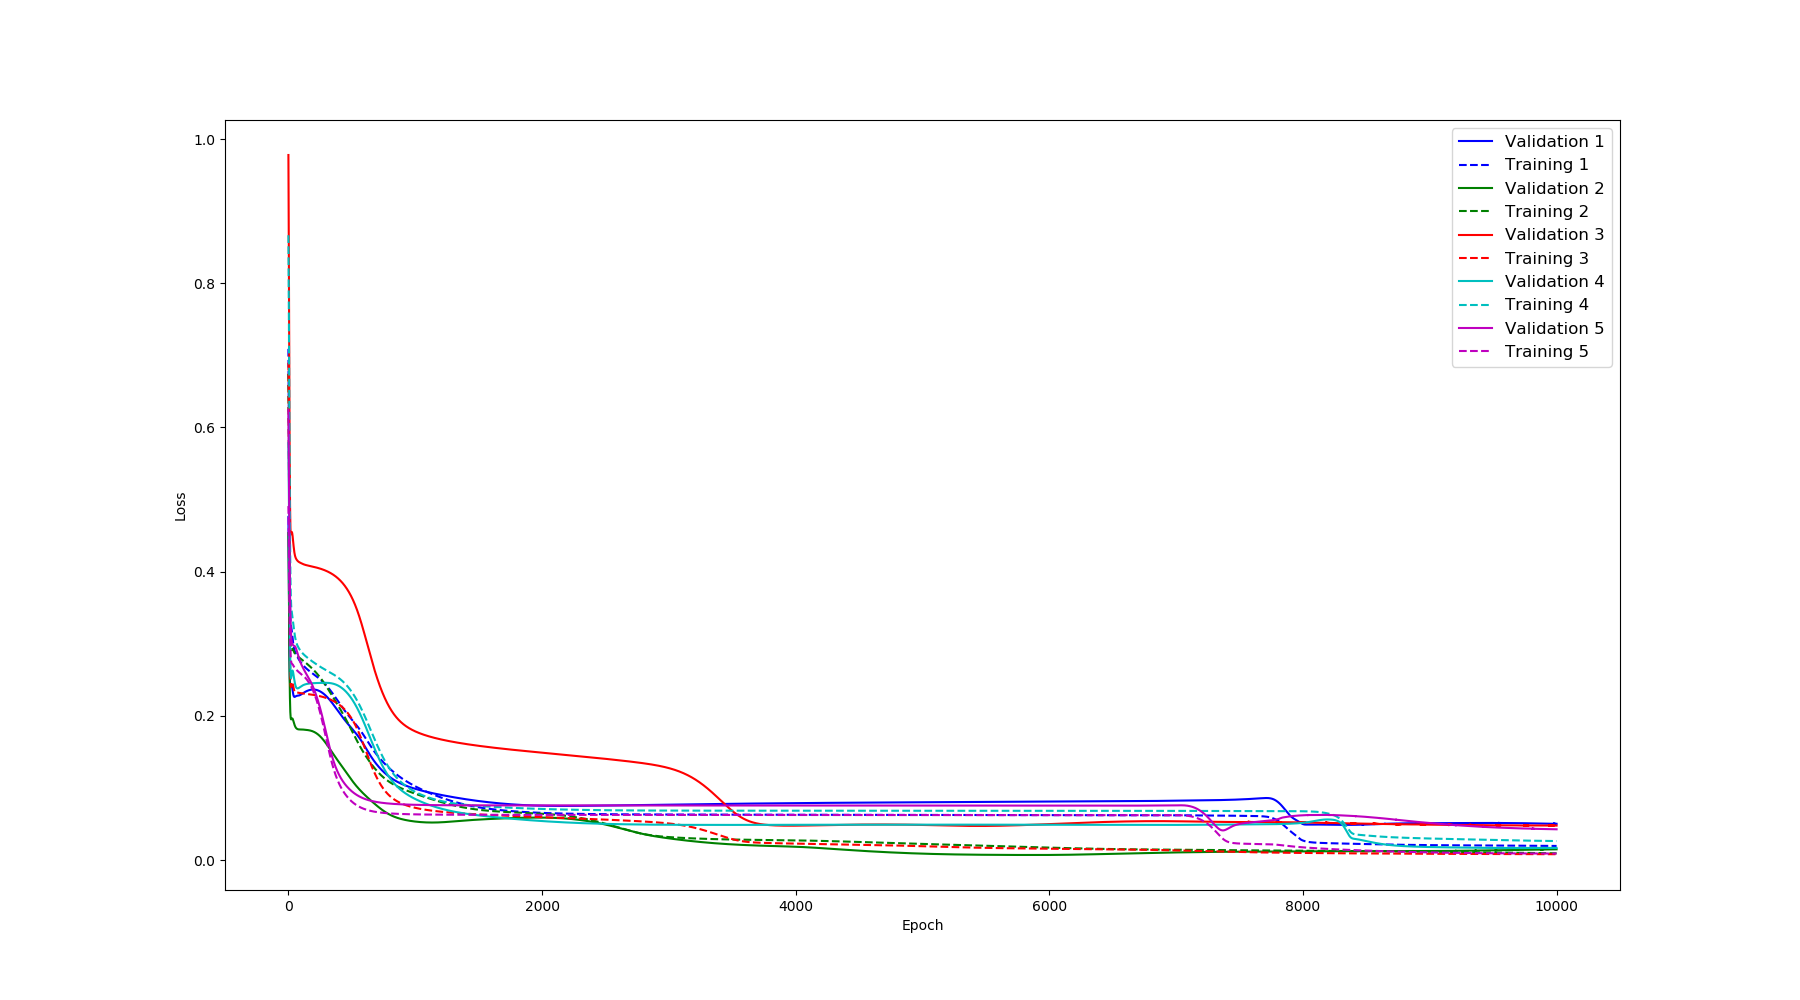 1.0
0.8
0.6
0.4
0.2
0.0
Loss
0
2000
4000
6000
8000
10000
Epoch
Validation 1
Training 1
Validation 2
Training 2
Validation 3
Training 3
Validation 4
Training 4
Validation 5
Training 5